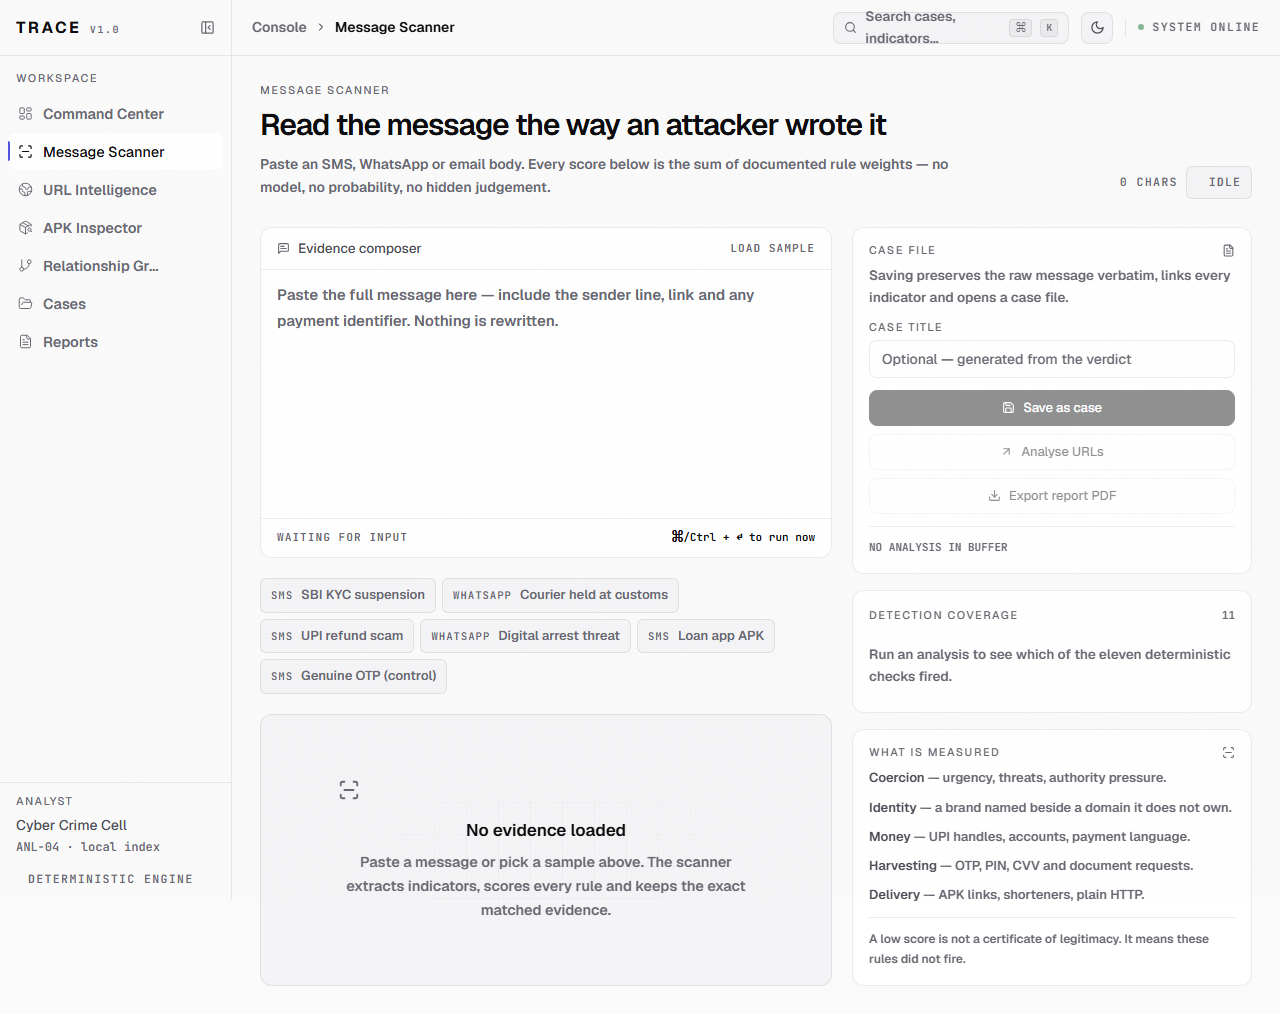 TRACE V1.0
Console > Message Scanner
Search cases, indicators...
⌘ K
SYSTEM ONLINE
WORKSPACE
Command Center
Message Scanner
URL Intelligence
APK Inspector
Relationship Gr...
Cases
Reports
ANALYST
Cyber Crime Cell
ANL-04 · local index
DETERMINISTIC ENGINE
MESSAGE SCANNER
Read the message the way an attacker wrote it
Paste an SMS, WhatsApp or email body. Every score below is the sum of documented rule weights — no
model, no probability, no hidden judgement.
0 CHARS IDLE
Evidence composer LOAD SAMPLE
Paste the full message here — include the sender line, link and any
payment identifier. Nothing is rewritten.
WAITING FOR INPUT ⌘/Ctrl + ↵ to run now
SMS SBI KYC suspension WHATSAPP Courier held at customs
SMS UPI refund scam WHATSAPP Digital arrest threat SMS Loan app APK
SMS Genuine OTP (control)
No evidence loaded
Paste a message or pick a sample above. The scanner
extracts indicators, scores every rule and keeps the exact
matched evidence.
CASE FILE
Saving preserves the raw message verbatim, links every
indicator and opens a case file.
CASE TITLE
Optional — generated from the verdict
Save as case
Analyse URLs
Export report PDF
NO ANALYSIS IN BUFFER
DETECTION COVERAGE 11
Run an analysis to see which of the eleven deterministic
checks fired.
WHAT IS MEASURED
Coercion — urgency, threats, authority pressure.
Identity — a brand named beside a domain it does not own.
Money — UPI handles, accounts, payment language.
Harvesting — OTP, PIN, CVV and document requests.
Delivery — APK links, shorteners, plain HTTP.
A low score is not a certificate of legitimacy. It means these
rules did not fire.